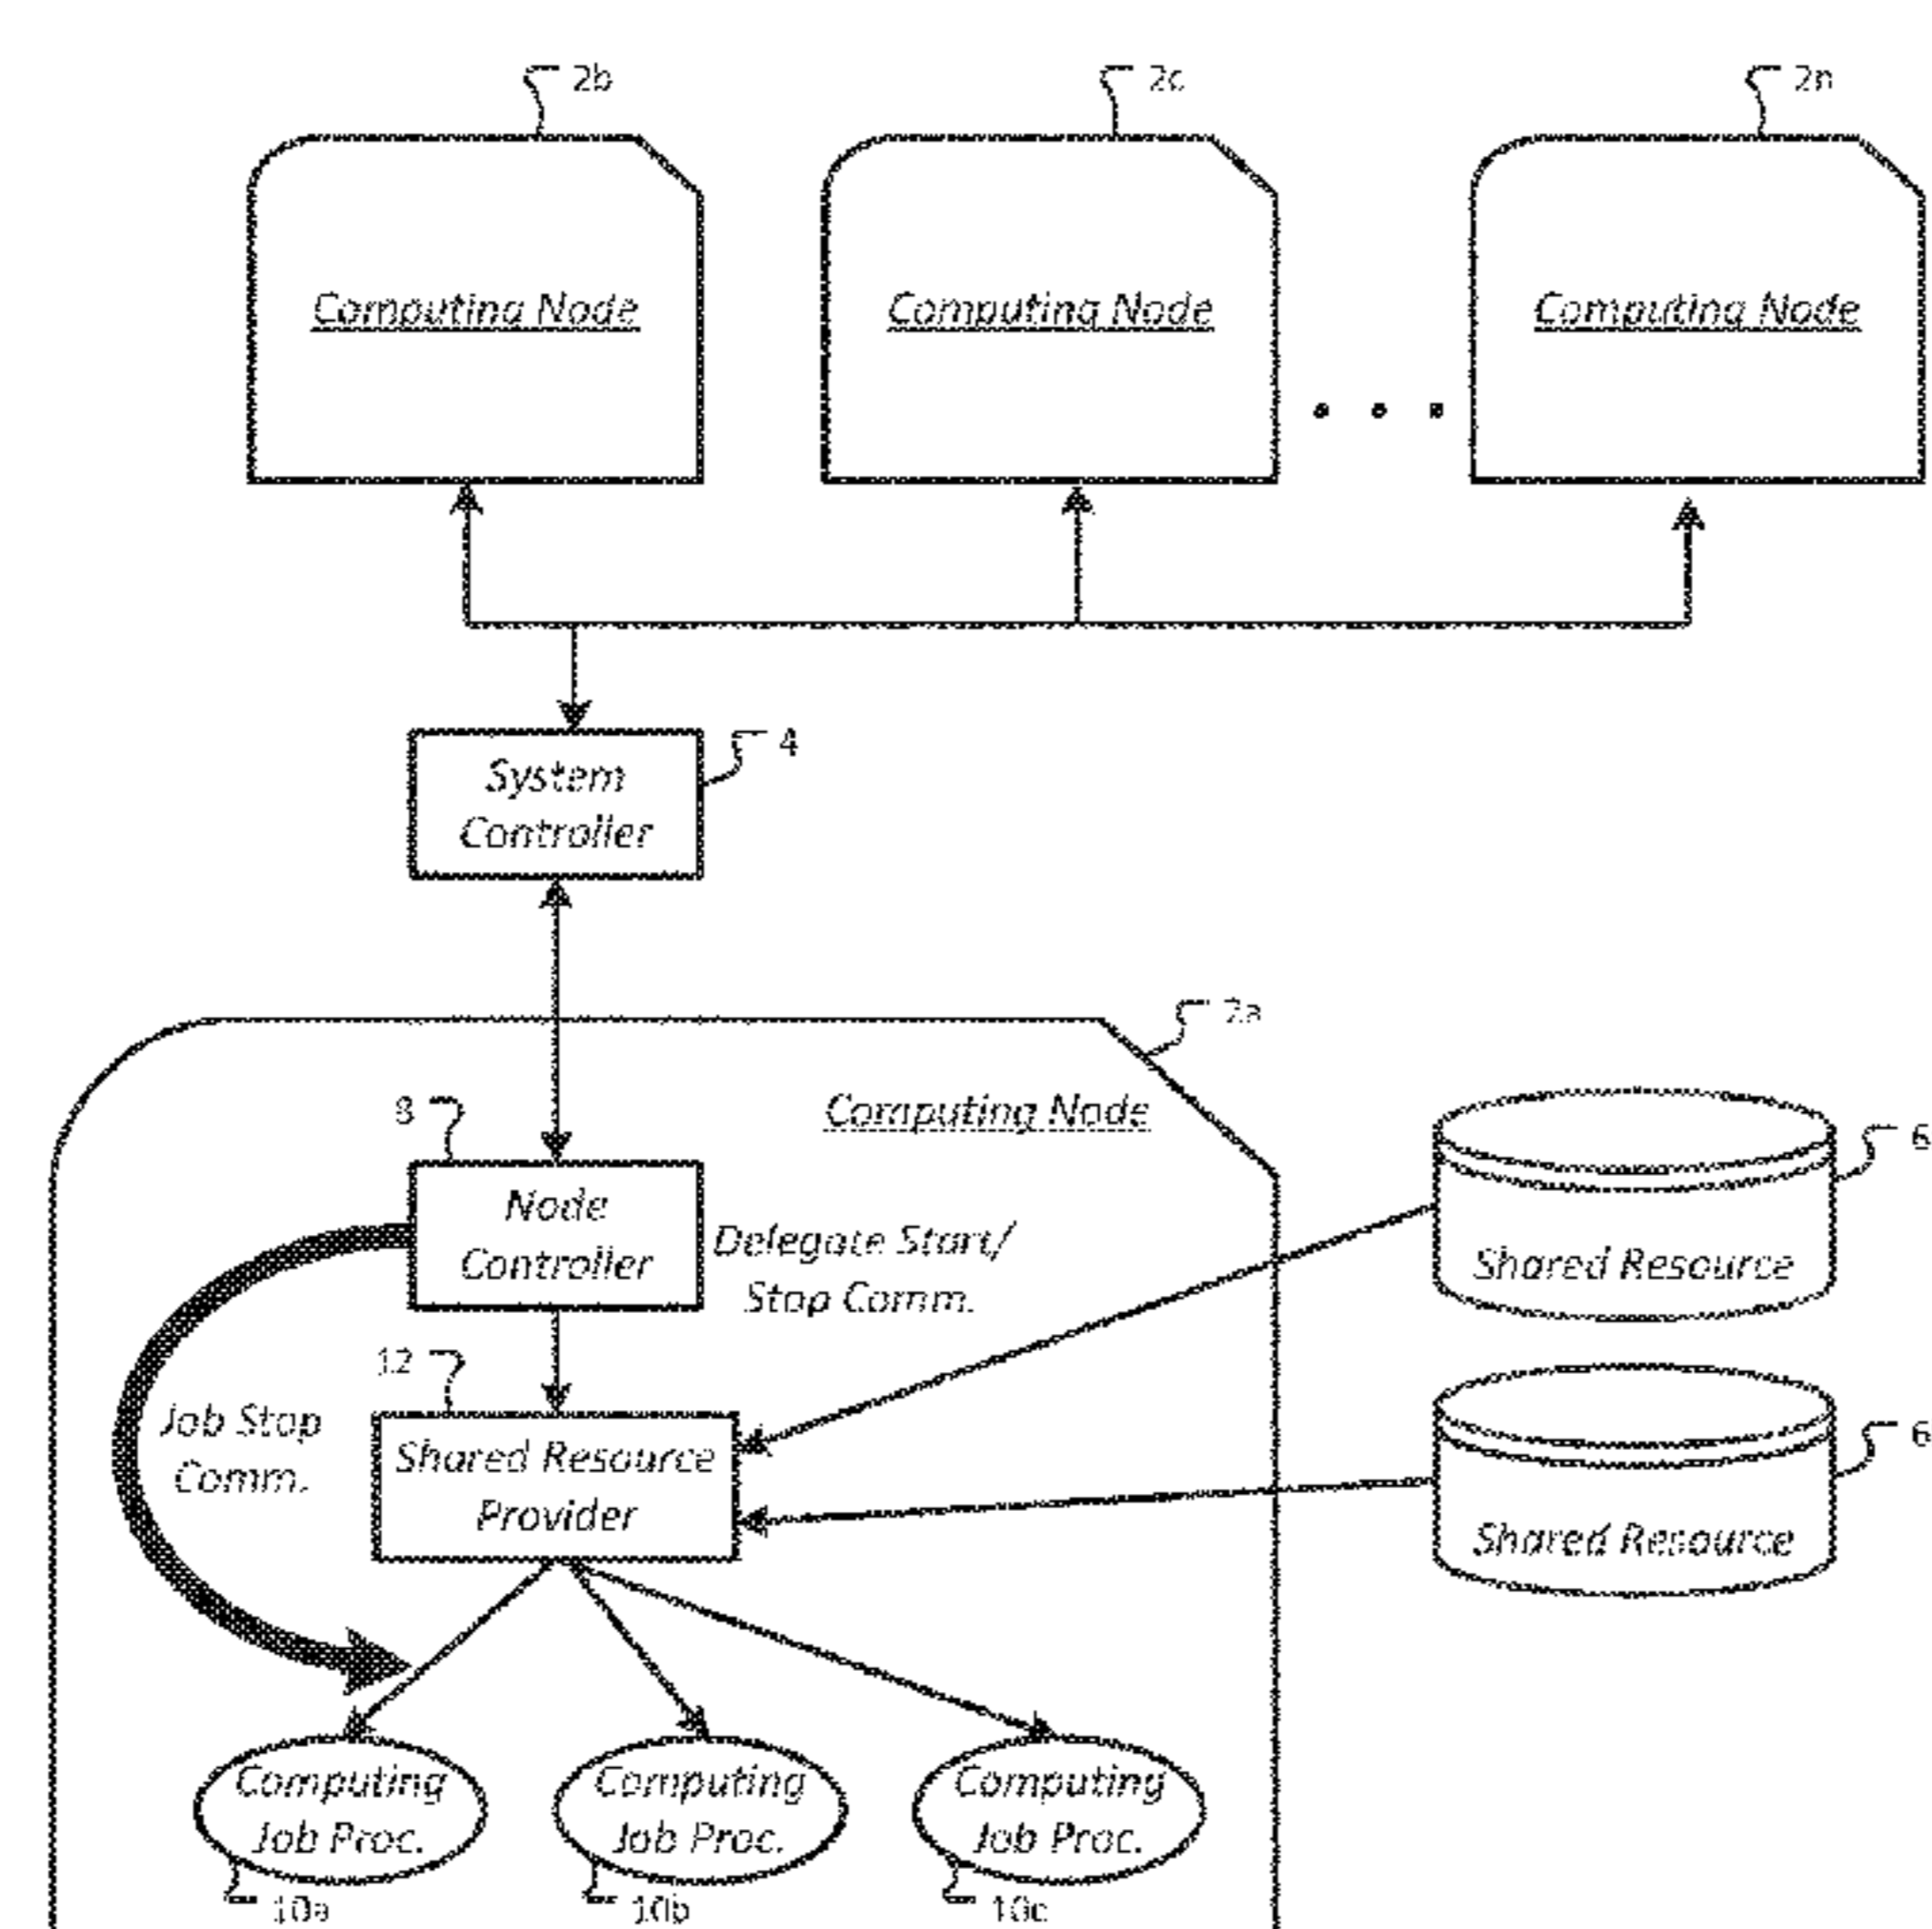 2b
2c
2n
Computing Node
Computing Node
Computing Node
System
Controller
4
2a
Computing Node
8
Node
Controller
Delegate Start/
Stop Comm.
6
Shared Resource
12
Job Stop
Comm.
Shared Resource
Provider
6
Shared Resource
Computing
Job Proc.
Computing
Job Proc.
Computing
Job Proc.
10a
10b
10c